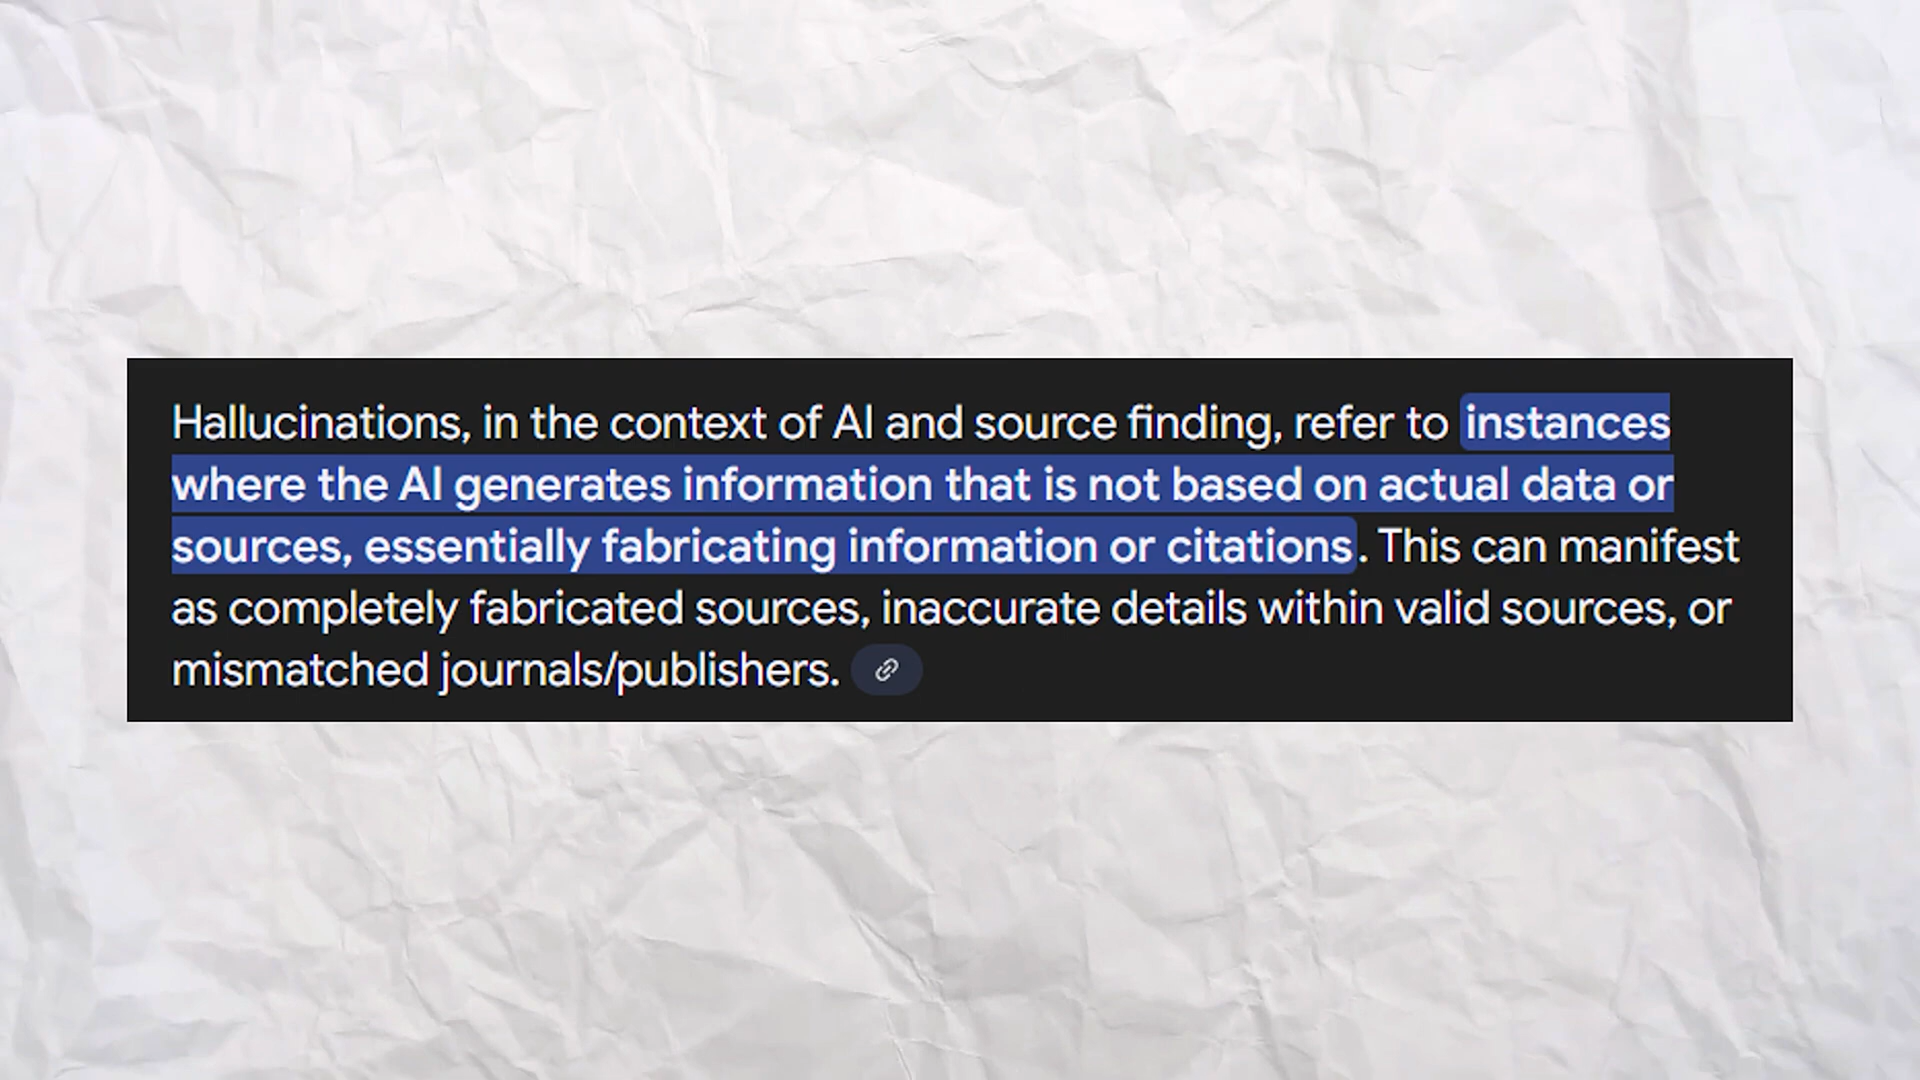 Hallucinations, in the context of AI and source finding, refer to instances
where the AI generates information that is not based on actual data or
sources, essentially fabricating information or citations. This can manifest
as completely fabricated sources, inaccurate details within valid sources, or
mismatched journals/publishers.